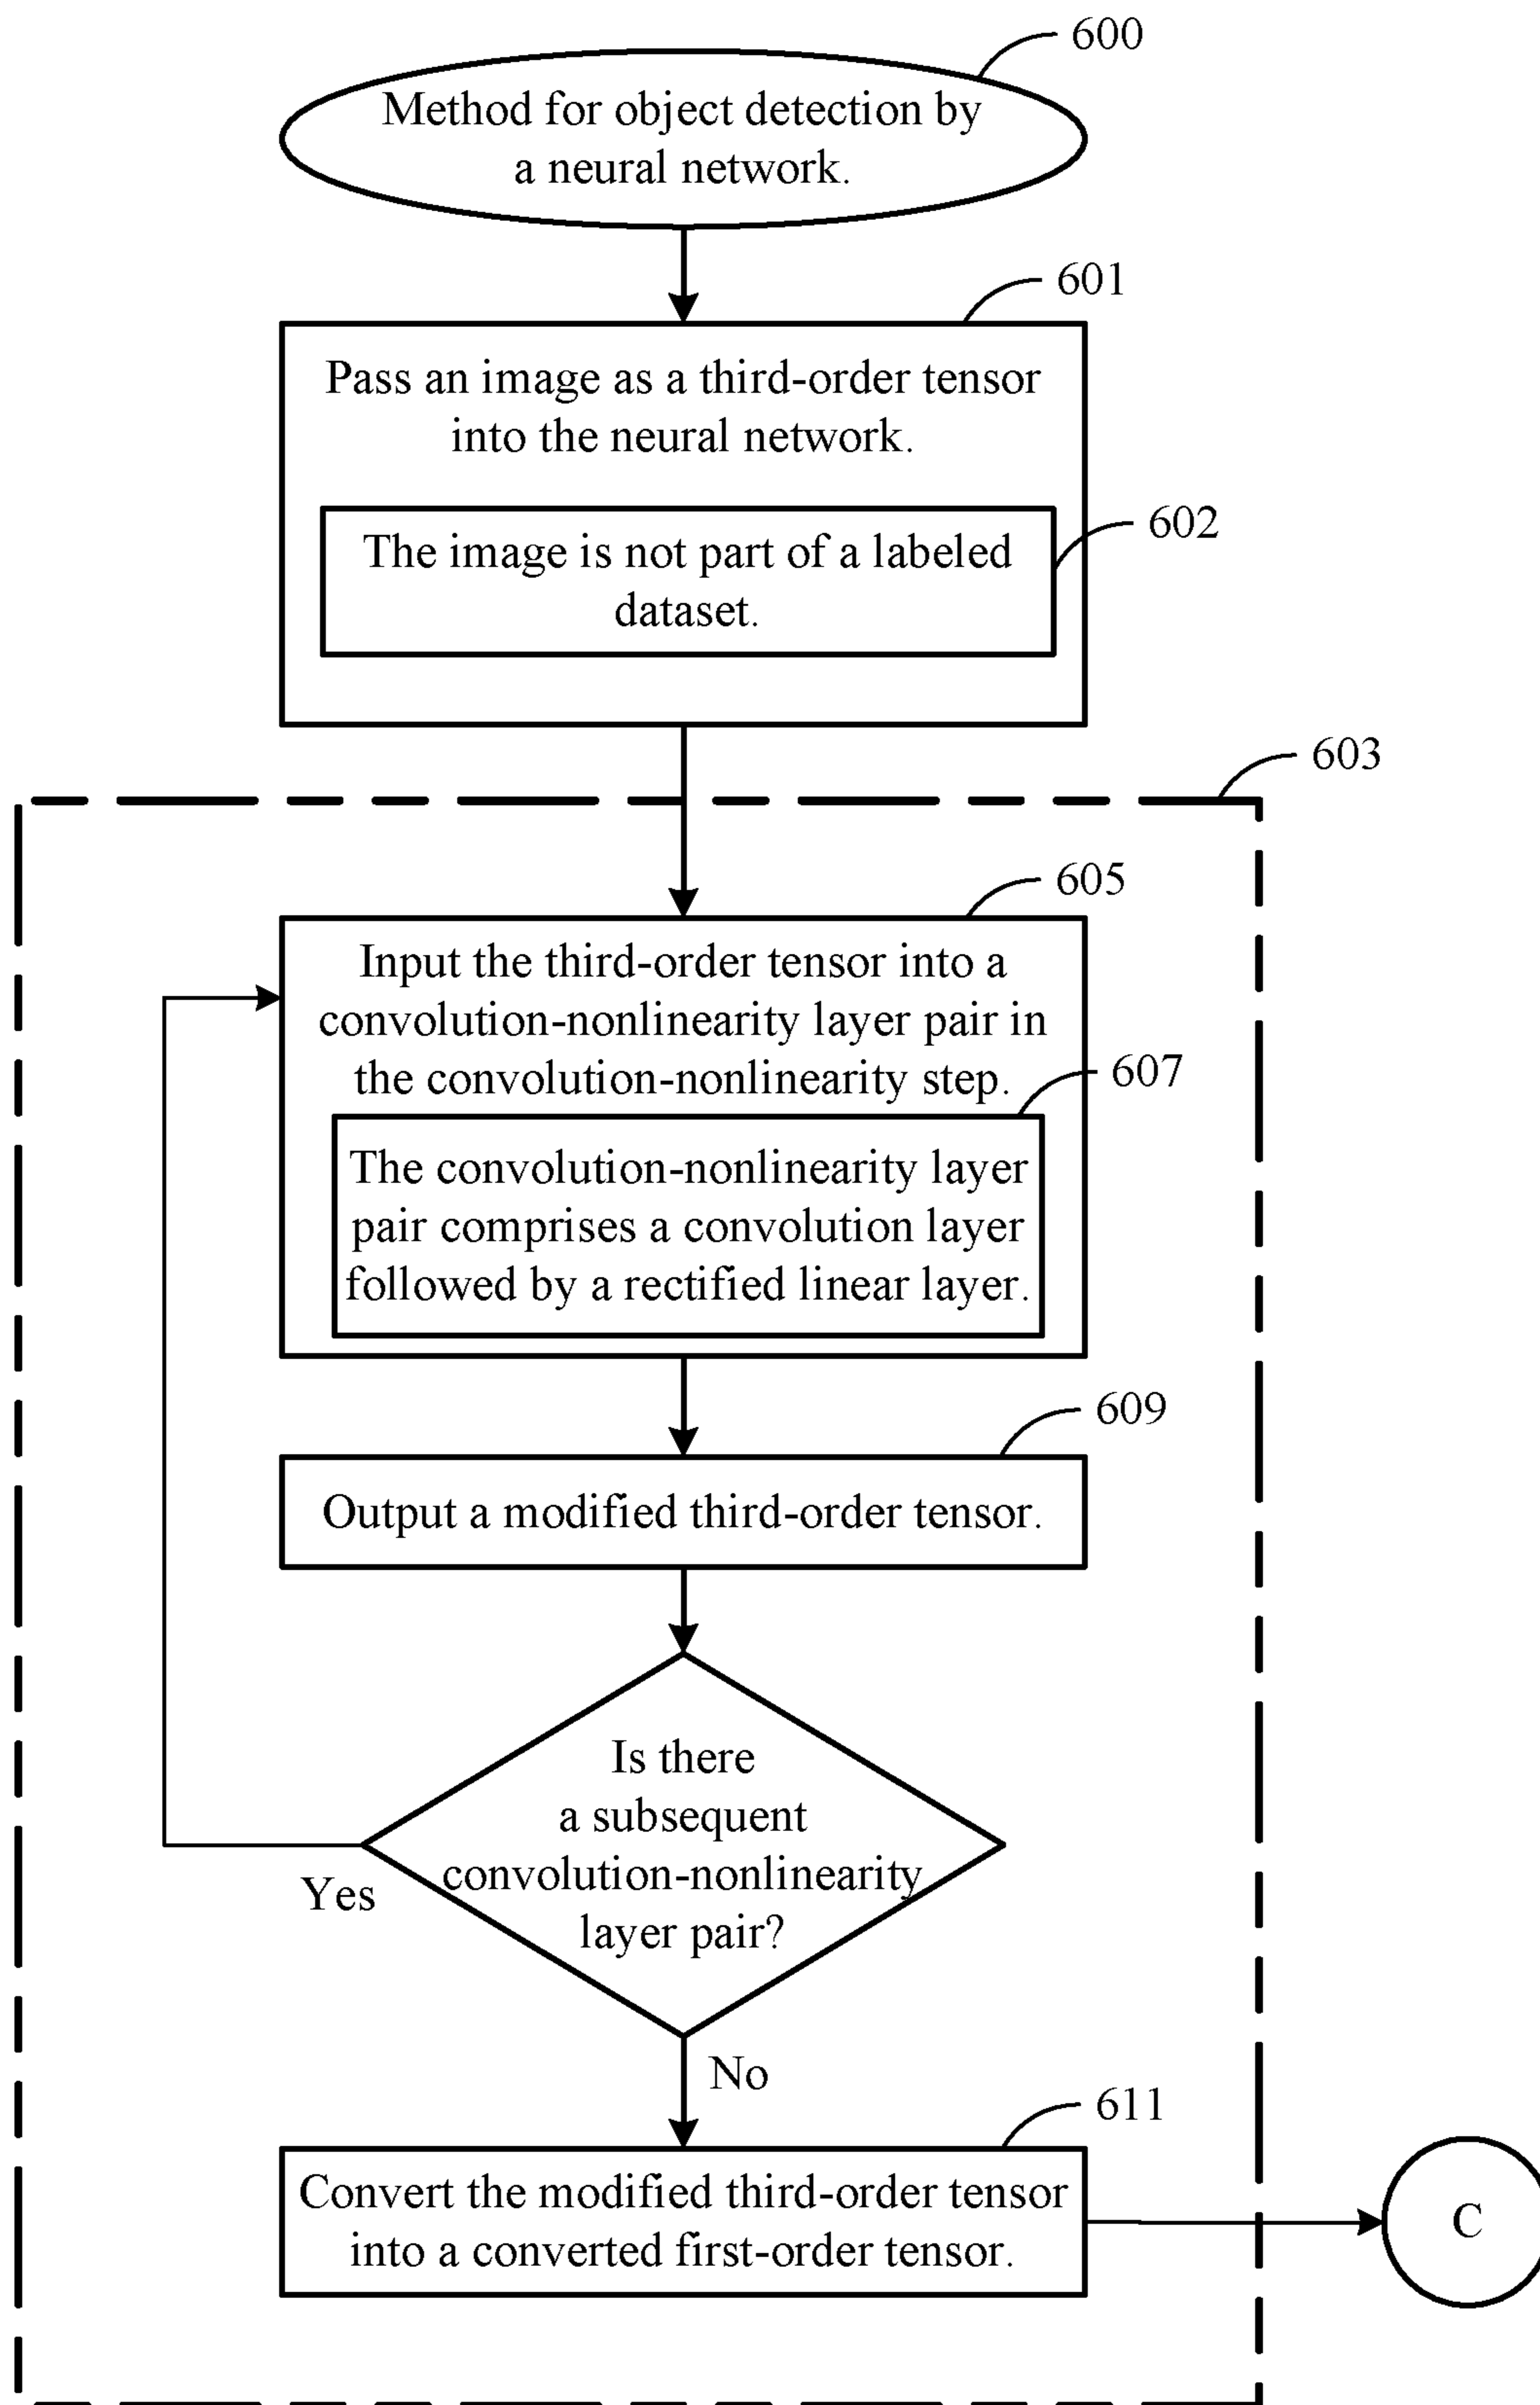 600
Method for object detection by
a neural network.
601
Pass an image as a third-order tensor
into the neural network.
602
The image is not part of a labeled
dataset.
603
605
Input the third-order tensor into a
convolution-nonlinearity layer pair in
the convolution-nonlinearity step.
607
The convolution-nonlinearity layer
pair comprises a convolution layer
followed by a rectified linear layer.
609
Output a modified third-order tensor.
Is there
a subsequent
convolution-nonlinearity
layer pair?
Yes
No
611
Convert the modified third-order tensor
into a converted first-order tensor.
C